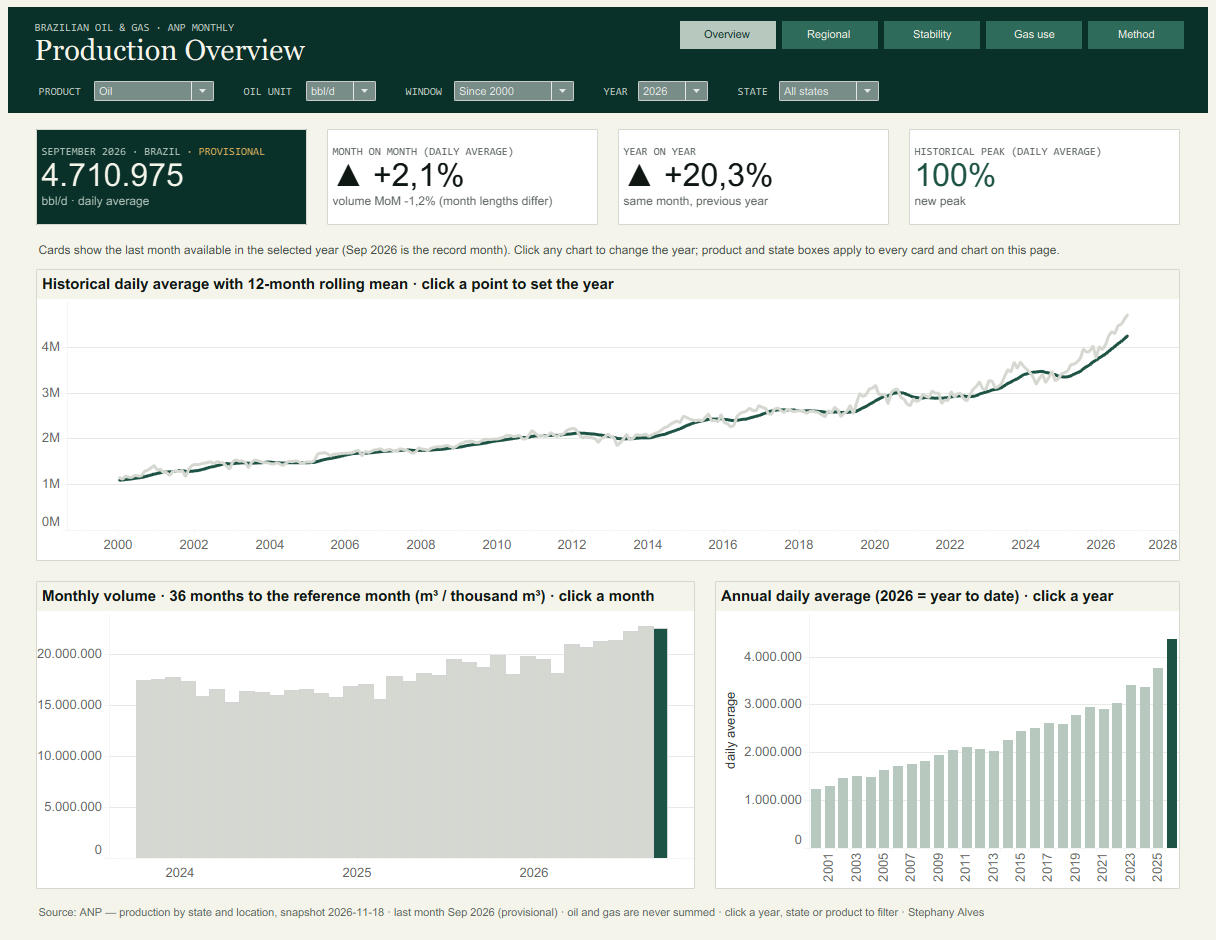 BRAZILIAN OIL & GAS · ANP MONTHLY
Production Overview
Overview
Regional
Stability
Gas use
Method
PRODUCT Oil
OIL UNIT bbl/d
WINDOW Since 2000
YEAR 2026
STATE All states
SEPTEMBER 2026 · BRAZIL · PROVISIONAL
4.710.975
bbl/d · daily average
MONTH ON MONTH (DAILY AVERAGE)
▲ +2,1%
volume MoM -1,2% (month lengths differ)
YEAR ON YEAR
▲ +20,3%
same month, previous year
HISTORICAL PEAK (DAILY AVERAGE)
100%
new peak
Cards show the last month available in the selected year (Sep 2026 is the record month). Click any chart to change the year; product and state boxes apply to every card and chart on this page.
Historical daily average with 12-month rolling mean · click a point to set the year
4M
3M
2M
1M
0M
2000 2002 2004 2006 2008 2010 2012 2014 2016 2018 2020 2022 2024 2026 2028
Monthly volume · 36 months to the reference month (m³ / thousand m³) · click a month
20.000.000
15.000.000
10.000.000
5.000.000
0
2024 2025 2026
Annual daily average (2026 = year to date) · click a year
daily average
4.000.000
3.000.000
2.000.000
1.000.000
0
2001 2003 2005 2007 2009 2011 2013 2015 2017 2019 2021 2023 2025
Source: ANP — production by state and location, snapshot 2026-11-18 · last month Sep 2026 (provisional) · oil and gas are never summed · click a year, state or product to filter · Stephany Alves